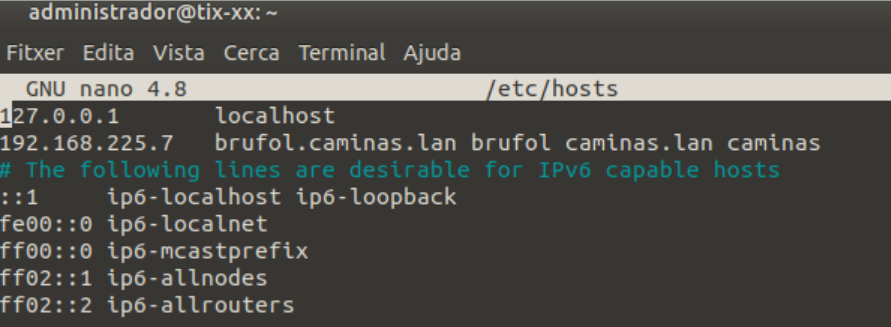 administrador@tix-xx: ~
Fitxer Edita Vista Cerca Terminal Ajuda
GNU nano 4.8 /etc/hosts
127.0.0.1 localhost
192.168.225.7 brufol.caminas.lan brufol caminas.lan caminas
# The following lines are desirable for IPv6 capable hosts
::1 ip6-localhost ip6-loopback
fe00::0 ip6-localnet
ff00::0 ip6-mcastprefix
ff02::1 ip6-allnodes
ff02::2 ip6-allrouters